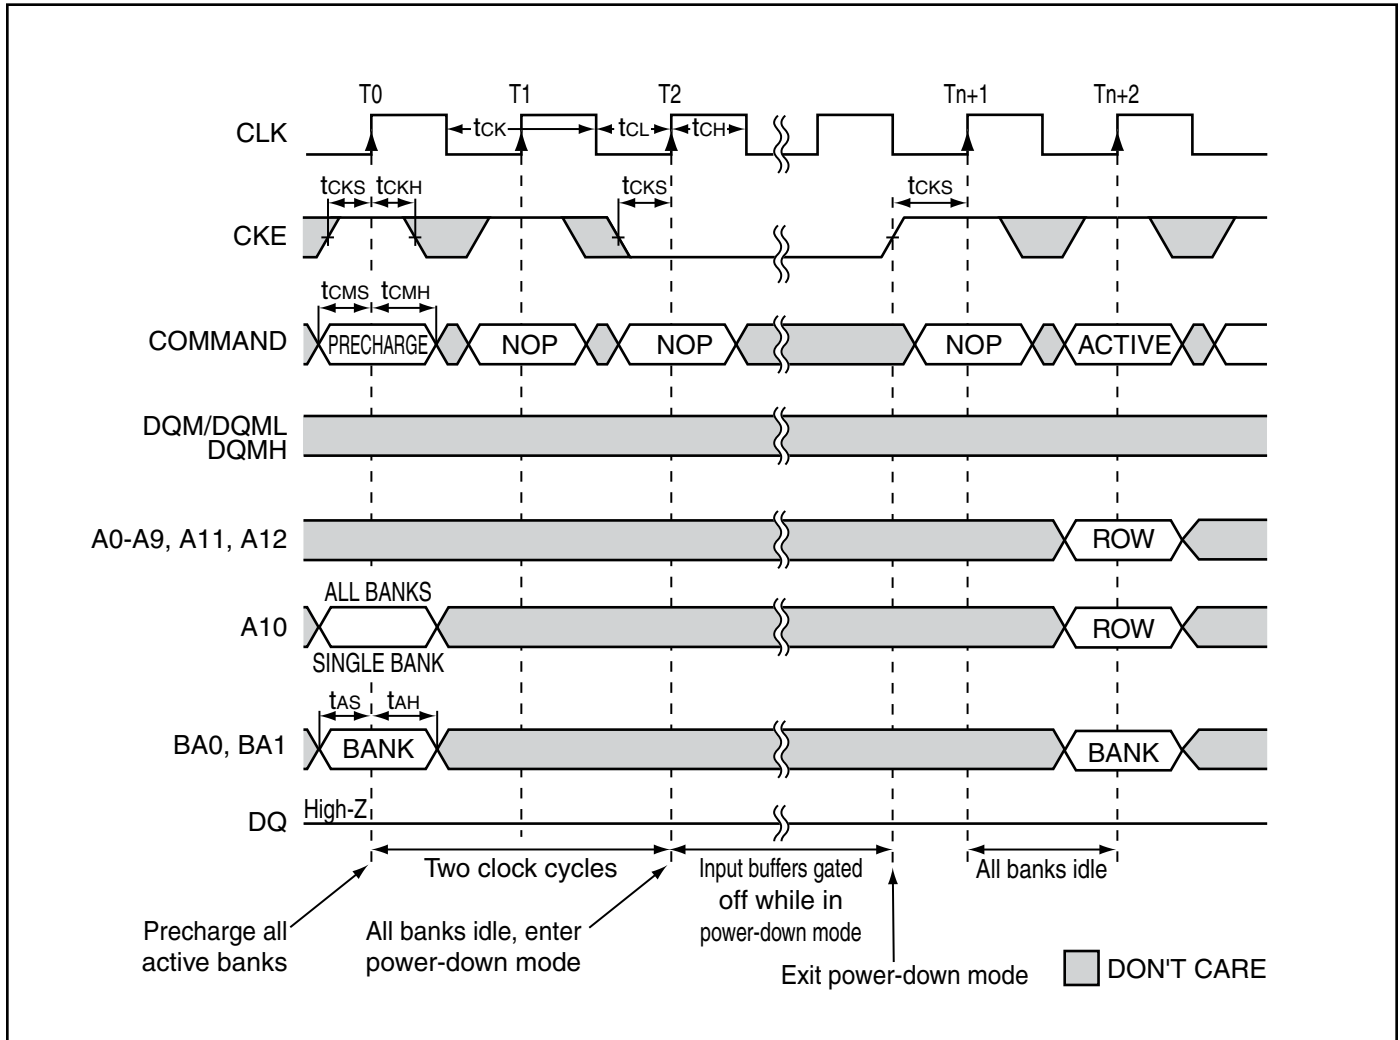 T0 T1 T2 Tn+1 Tn+2
CLK tCK tCL tCH
tCKS tCKH tCKS tCKS
CKE
tCMS tCMH
COMMAND PRECHARGE NOP NOP NOP ACTIVE
DQM/DQML
DQMH
A0-A9, A11, A12 ROW
ALL BANKS
A10 ROW
SINGLE BANK
tAS tAH
BA0, BA1 BANK BANK
DQ High-Z
Two clock cycles
Input buffers gated
off while in
power-down mode
All banks idle
Precharge all
active banks
All banks idle, enter
power-down mode
Exit power-down mode
DON'T CARE